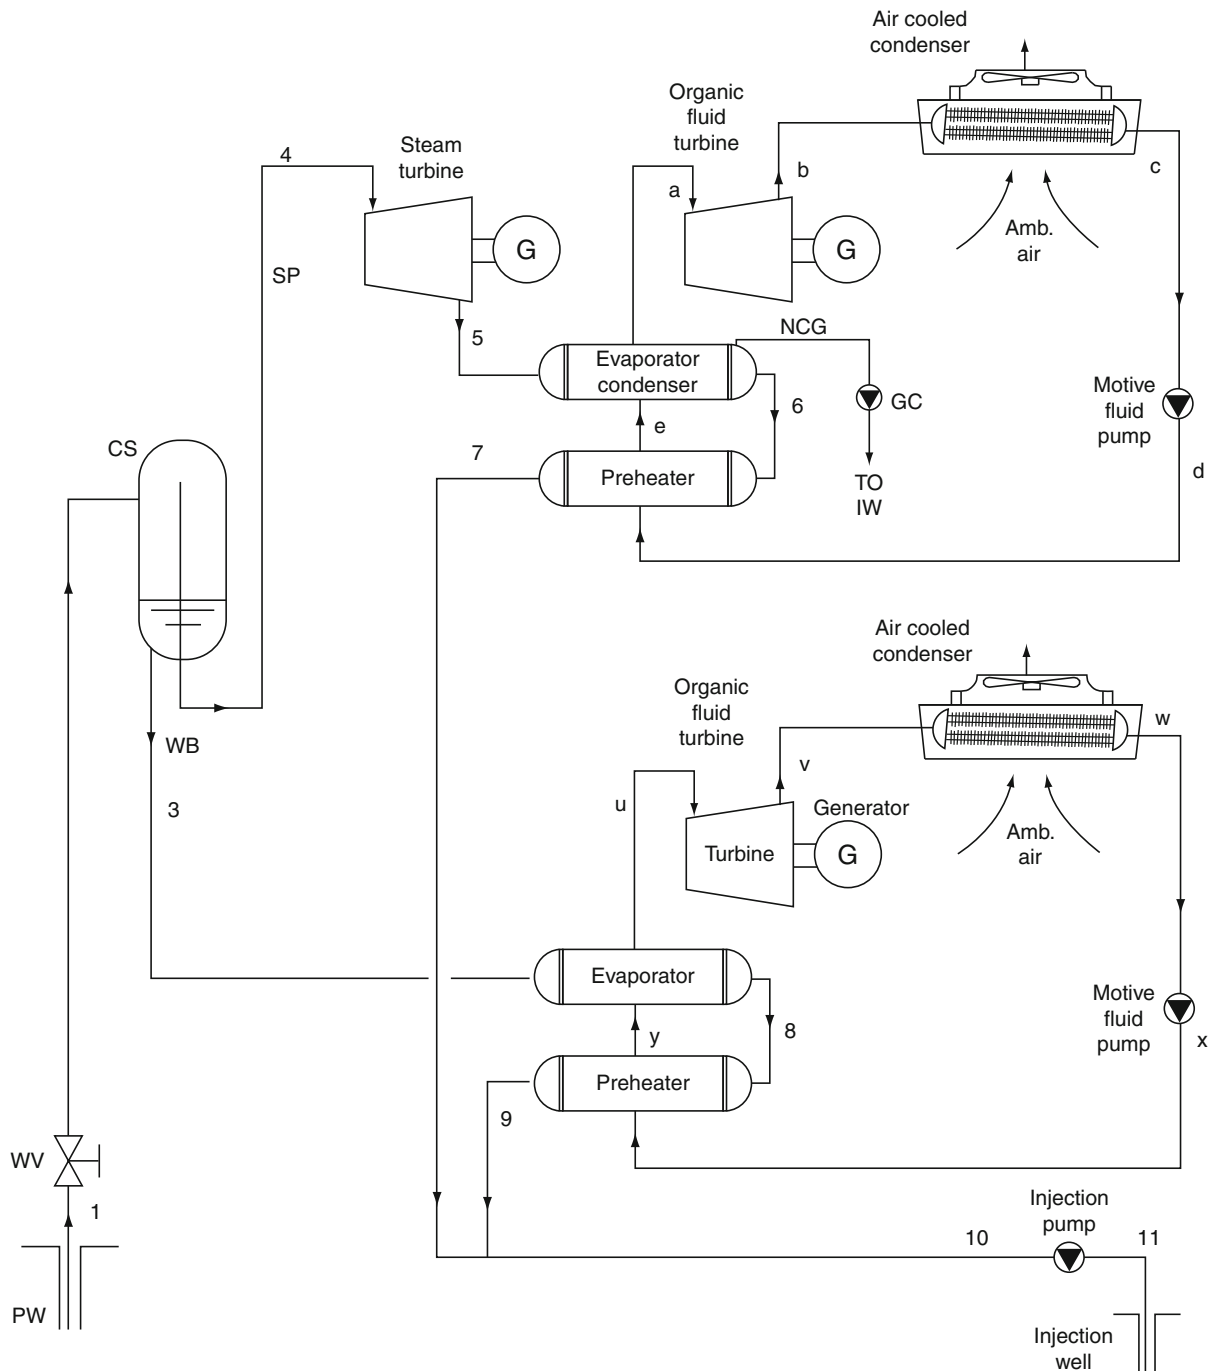 Air cooled
condenser
Organic
fluid
turbine
Steam
turbine
4
a
b
c
G
G
Amb.
air
SP
NCG
5
Evaporator
condenser
6
GC
Motive
fluid
pump
e
CS
7
Preheater
TO
IW
d
Air cooled
condenser
Organic
fluid
turbine
w
WB
v
u
3
Generator
Turbine
G
Amb.
air
Evaporator
Motive
fluid
pump
8
y
x
Preheater
9
WV
1
Injection
pump
10
11
PW
Injection
well